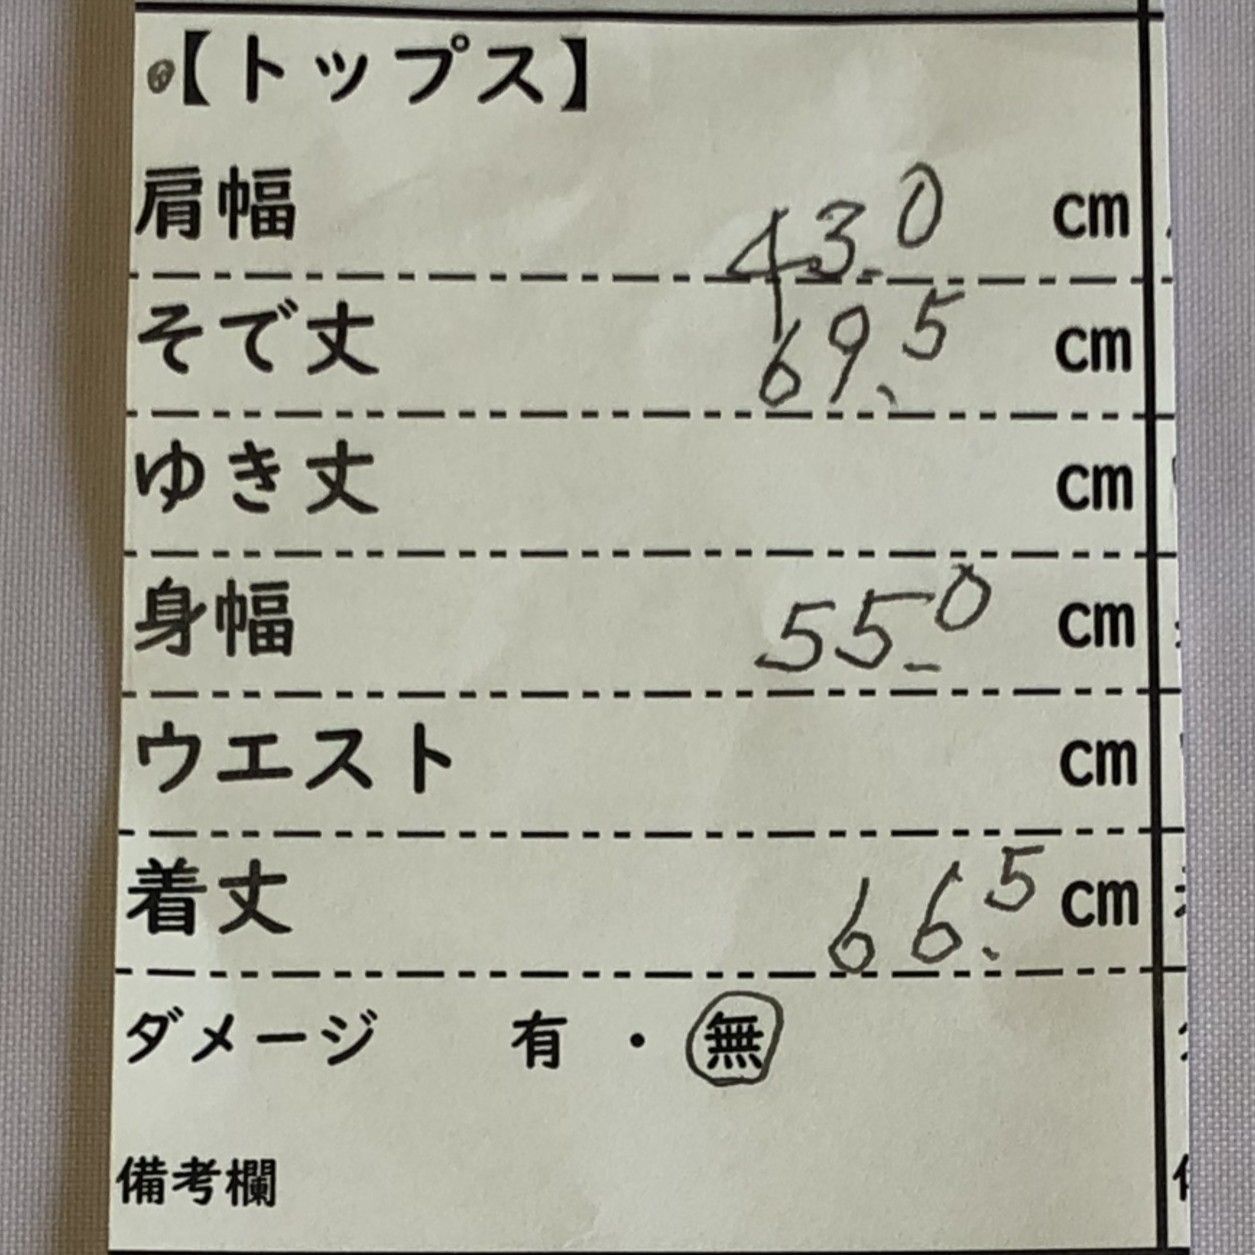 【トップス】
肩幅 43.0 cm
そで丈 69.5 cm
ゆき丈 cm
身幅 55.0 cm
ウエスト cm
着丈 66.5 cm
ダメージ 有 ・ 無
備考欄